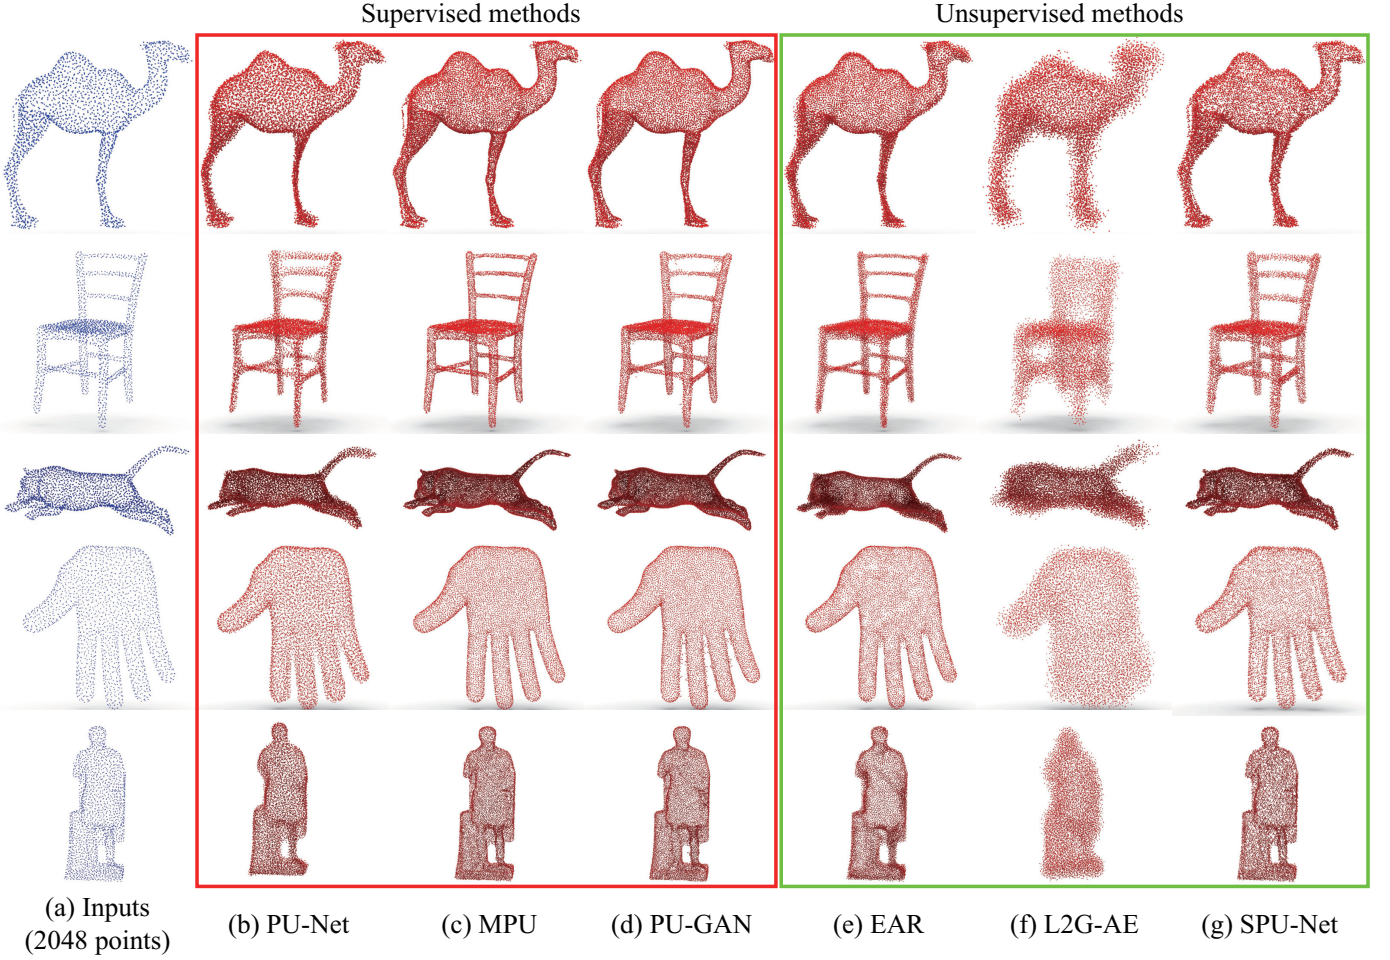 Supervised methods
Unsupervised methods
(a) Inputs
(2048 points)
(b) PU-Net
(c) MPU
(d) PU-GAN
(e) EAR
(f) L2G-AE
(g) SPU-Net